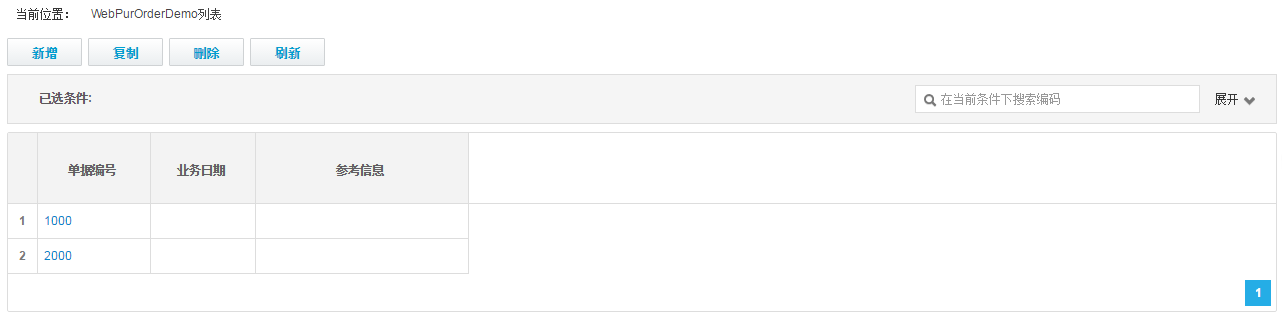 当前位置： WebPurOrderDemo列表
新增 复制 删除 刷新
已选条件: 在当前条件下搜索编码 展开
单据编号 业务日期 参考信息
1 1000
2 2000
1